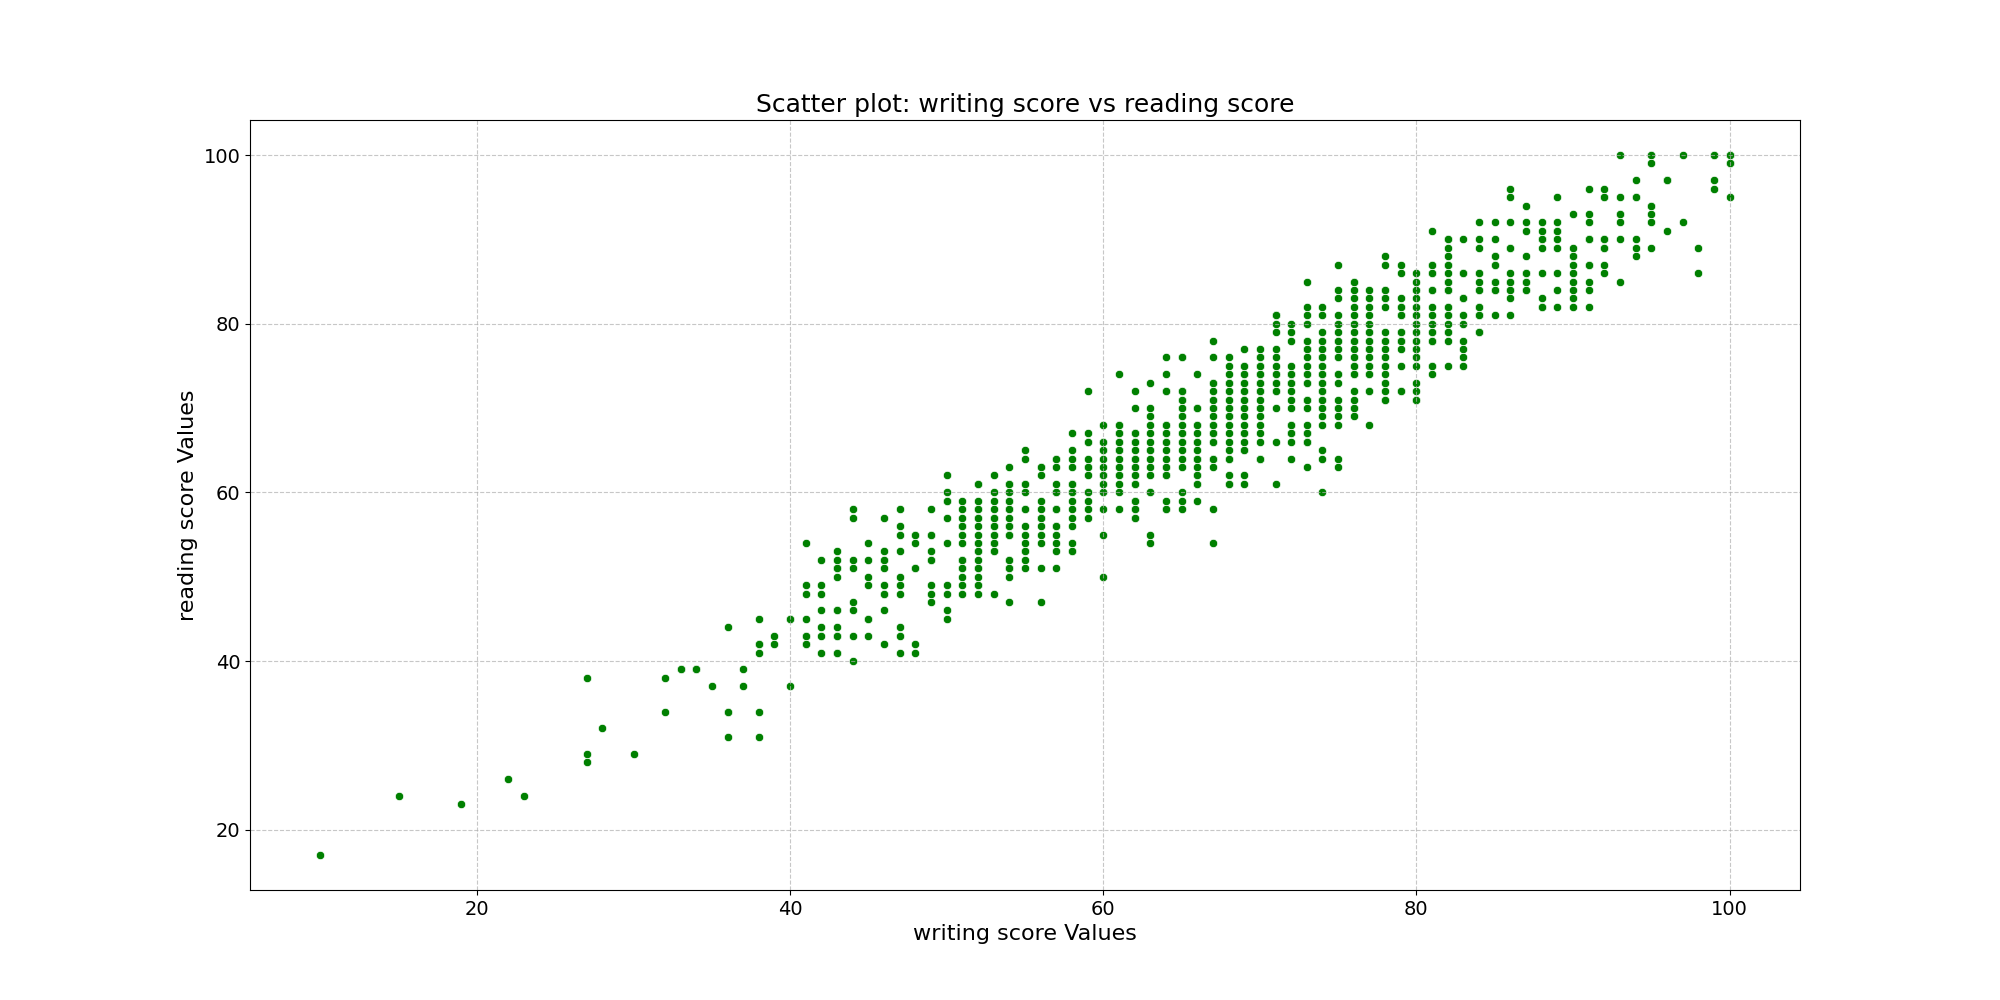 Scatter plot: writing score vs reading score
100
80
60
40
20
reading score Values
20 40 60 80 100
writing score Values